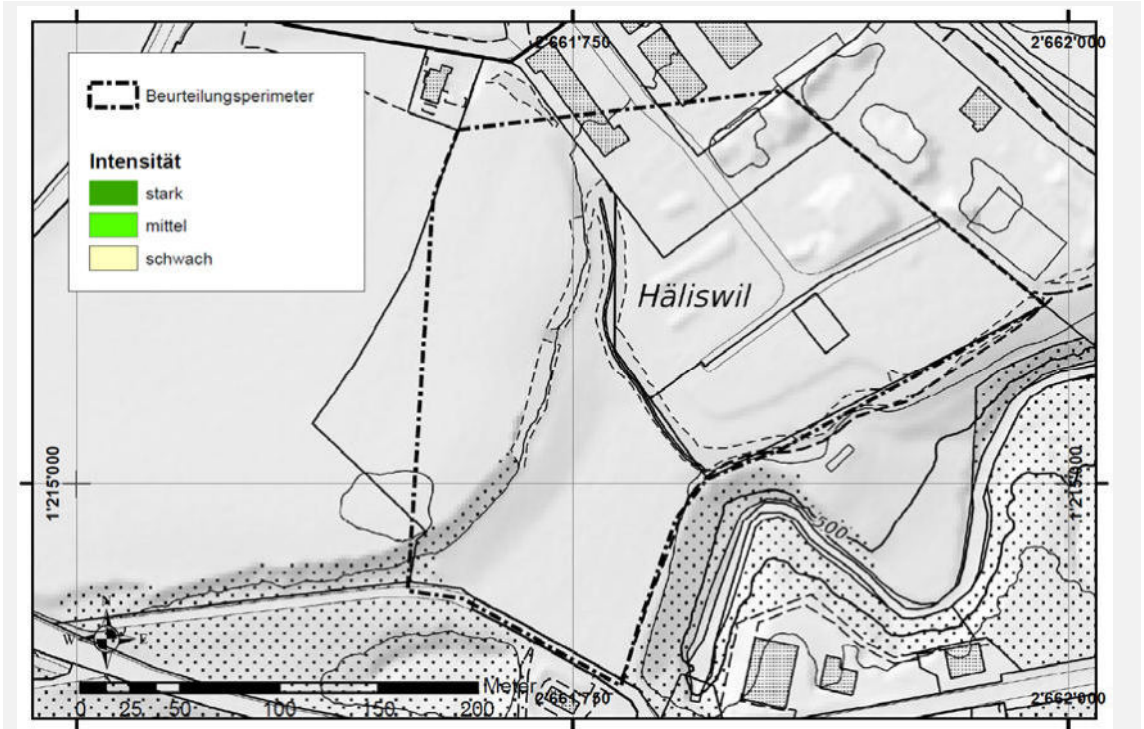 2'661'750
2'662'000
Beurteilungsperimeter
Intensität
stark
mittel
schwach
Häliswil
1'215'000
1'215'000
500
N
W
E
Meter
2'661'750
2'662'000
0 25 50 100 150 200